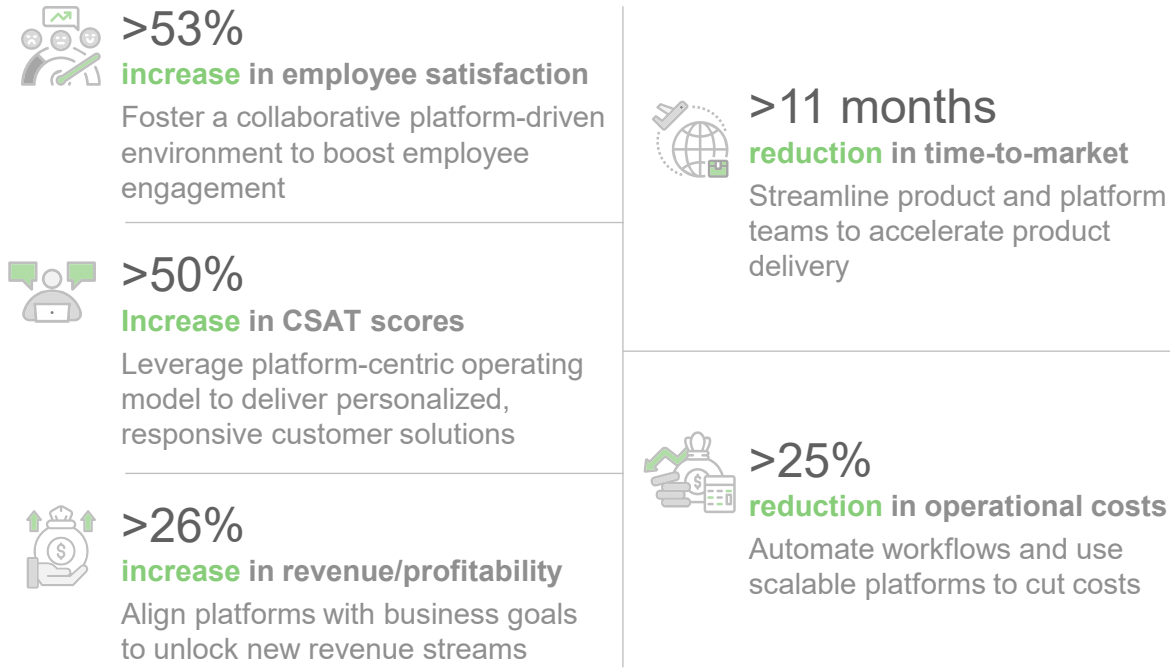 >53%
increase in employee satisfaction
Foster a collaborative platform-driven
environment to boost employee
engagement
>50%
Increase in CSAT scores
Leverage platform-centric operating
model to deliver personalized,
responsive customer solutions
>26%
increase in revenue/profitability
Align platforms with business goals
to unlock new revenue streams
>11 months
reduction in time-to-market
Streamline product and platform
teams to accelerate product
delivery
>25%
reduction in operational costs
Automate workflows and use
scalable platforms to cut costs